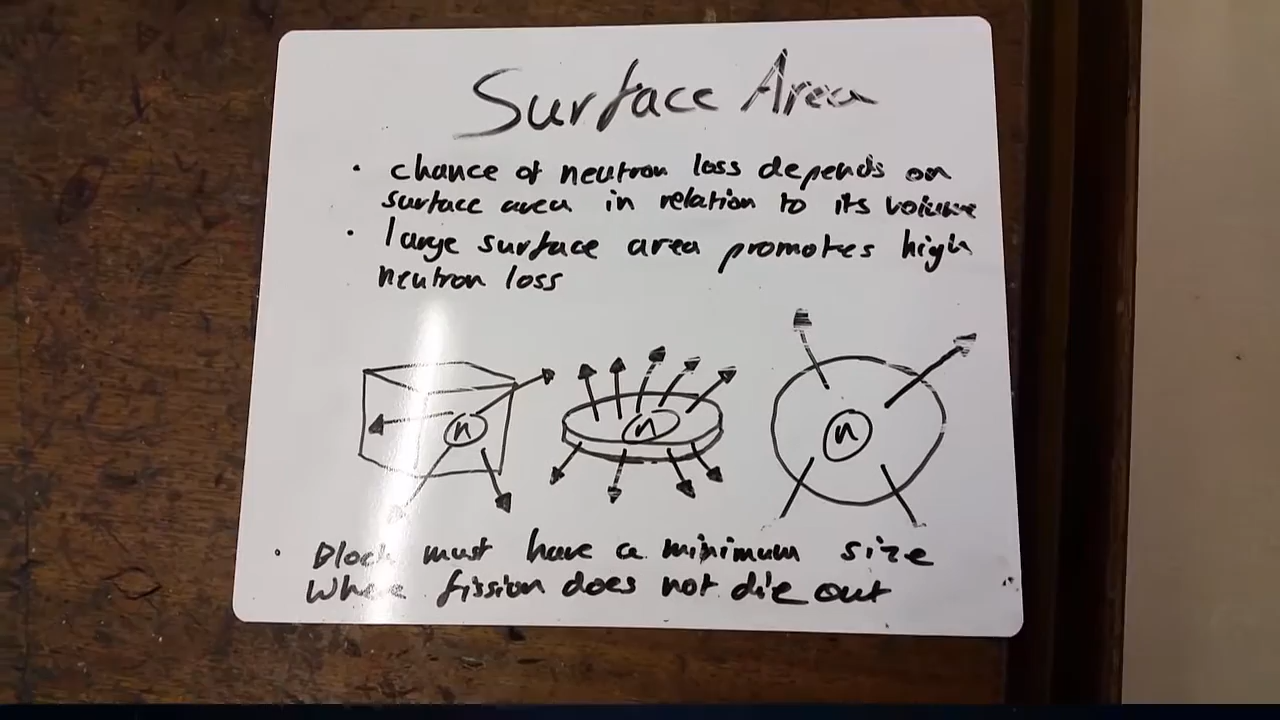 Surface Area
• chance of neutron loss depends on
surface area in relation to its volume
• large surface area promotes high
neutron loss
n
n
n
• Block must have a minimum size
Where fission does not die out